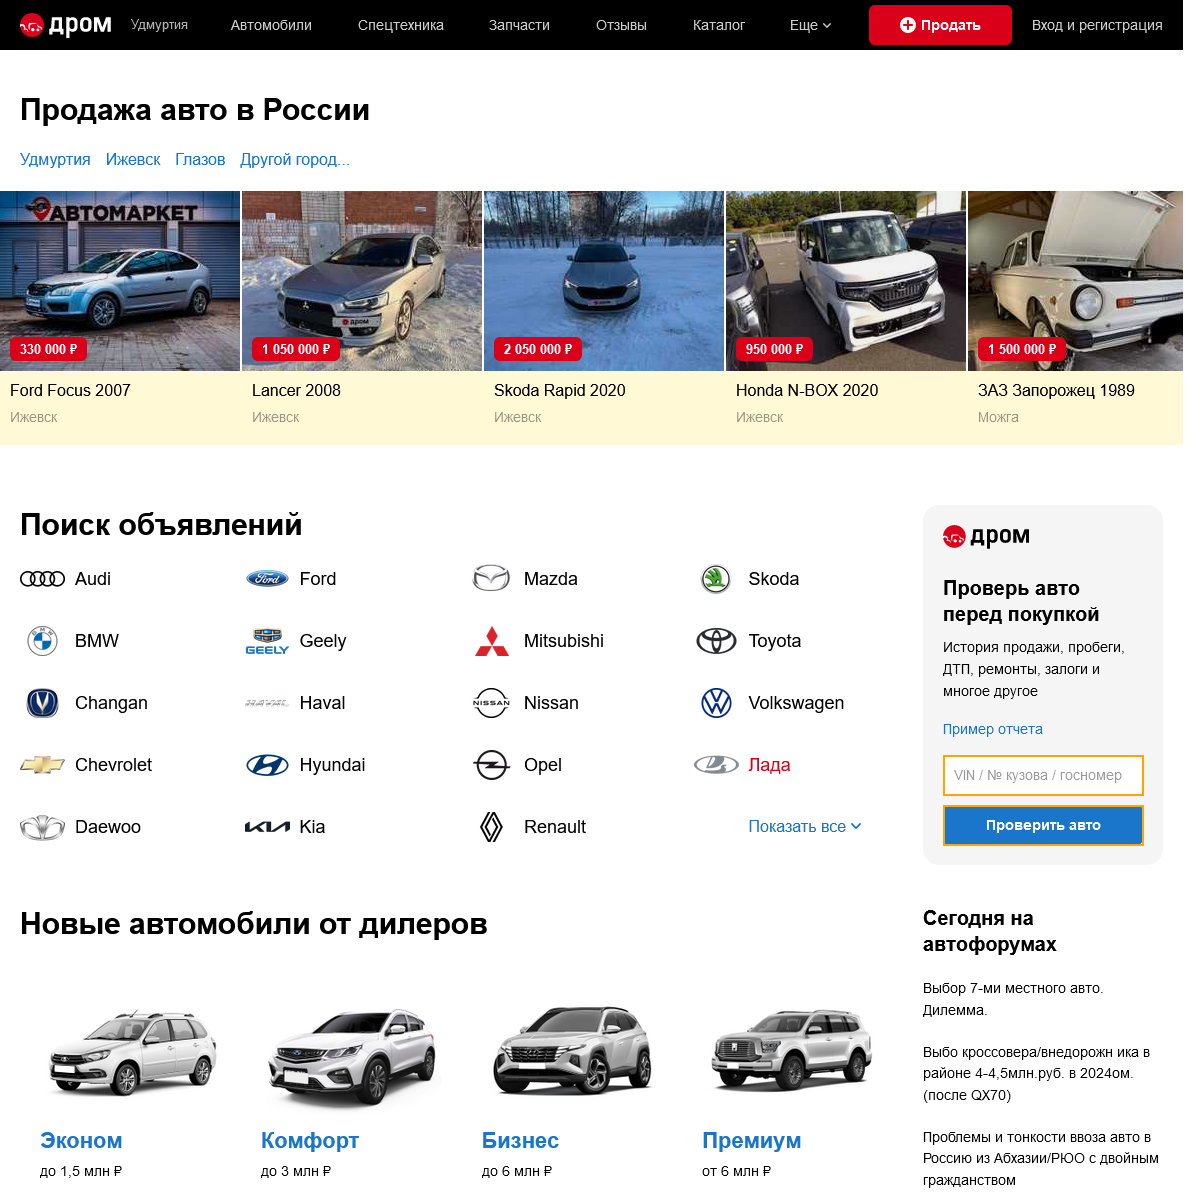 дром Удмуртия Автомобили Спецтехника Запчасти Отзывы Каталог Еще Продать Вход и регистрация
Продажа авто в России
Удмуртия Ижевск Глазов Другой город...
АВТОМАРКЕТ
дром
330 000 ₽ 1 050 000 ₽ 2 050 000 ₽ 950 000 ₽ 1 500 000 ₽
Ford Focus 2007 Lancer 2008 Skoda Rapid 2020 Honda N-BOX 2020 ЗАЗ Запорожец 1989
Ижевск Ижевск Ижевск Ижевск Можга
Поиск объявлений
Audi Ford Ford Mazda Skoda
BMW GEELY Geely Mitsubishi Toyota
Changan HAVAL Haval NISSAN Nissan Volkswagen
Chevrolet Hyundai Opel Лада
Daewoo Kia Renault Показать все
дром
Проверь авто
перед покупкой
История продажи, пробеги,
ДТП, ремонты, залоги и
многое другое
Пример отчета
VIN / № кузова / госномер
Проверить авто
Новые автомобили от дилеров
Эконом Комфорт Бизнес Премиум
до 1,5 млн ₽ до 3 млн ₽ до 6 млн ₽ от 6 млн ₽
Сегодня на
автофорумах
Выбор 7-ми местного авто.
Дилемма.
Выбо кроссовера/внедорожн ика в
районе 4-4,5млн.руб. в 2024ом.
(после QX70)
Проблемы и тонкости ввоза авто в
Россию из Абхазии/РЮО с двойным
гражданством